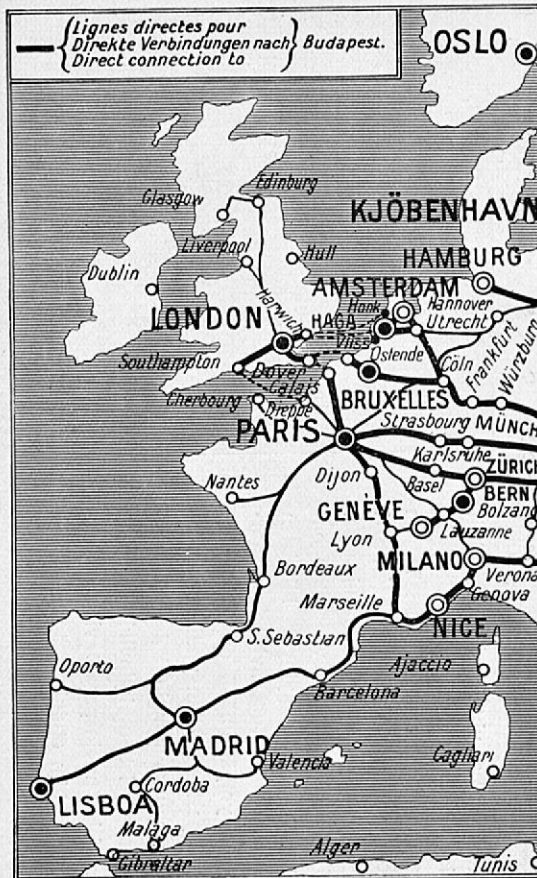 Lignes directes pour
Direkte Verbindungen nach Budapest.
Direct connection to
OSLO
Glasgow
Edinburg
KJÖBENHAVN
Liverpool
Hull
HAMBURG
Dublin
AMSTERDAM
Harwich
Honk
Hannover
LONDON
HAGA
Utrecht
Vliss
Southampton
Dover
Ostende
Cöln
Frankfurt
Würzburg
Calais
Cherbourg
Dreppe
BRUXELLES
PARIS
Strasbourg
MÜNCH
Karlsruhe
ZÜRICH
Nantes
Dijon
Basel
BERN
GENÈVE
Bolzano
Lyon
Lauzanne
MILANO
Bordeaux
Verona
Genova
Marseille
NICE
S. Sebastian
Oporto
Ajaccio
Barcelona
MADRID
Valencia
Cagliari
Cordoba
LISBOA
Malaga
Gibraltar
Alger
Tunis